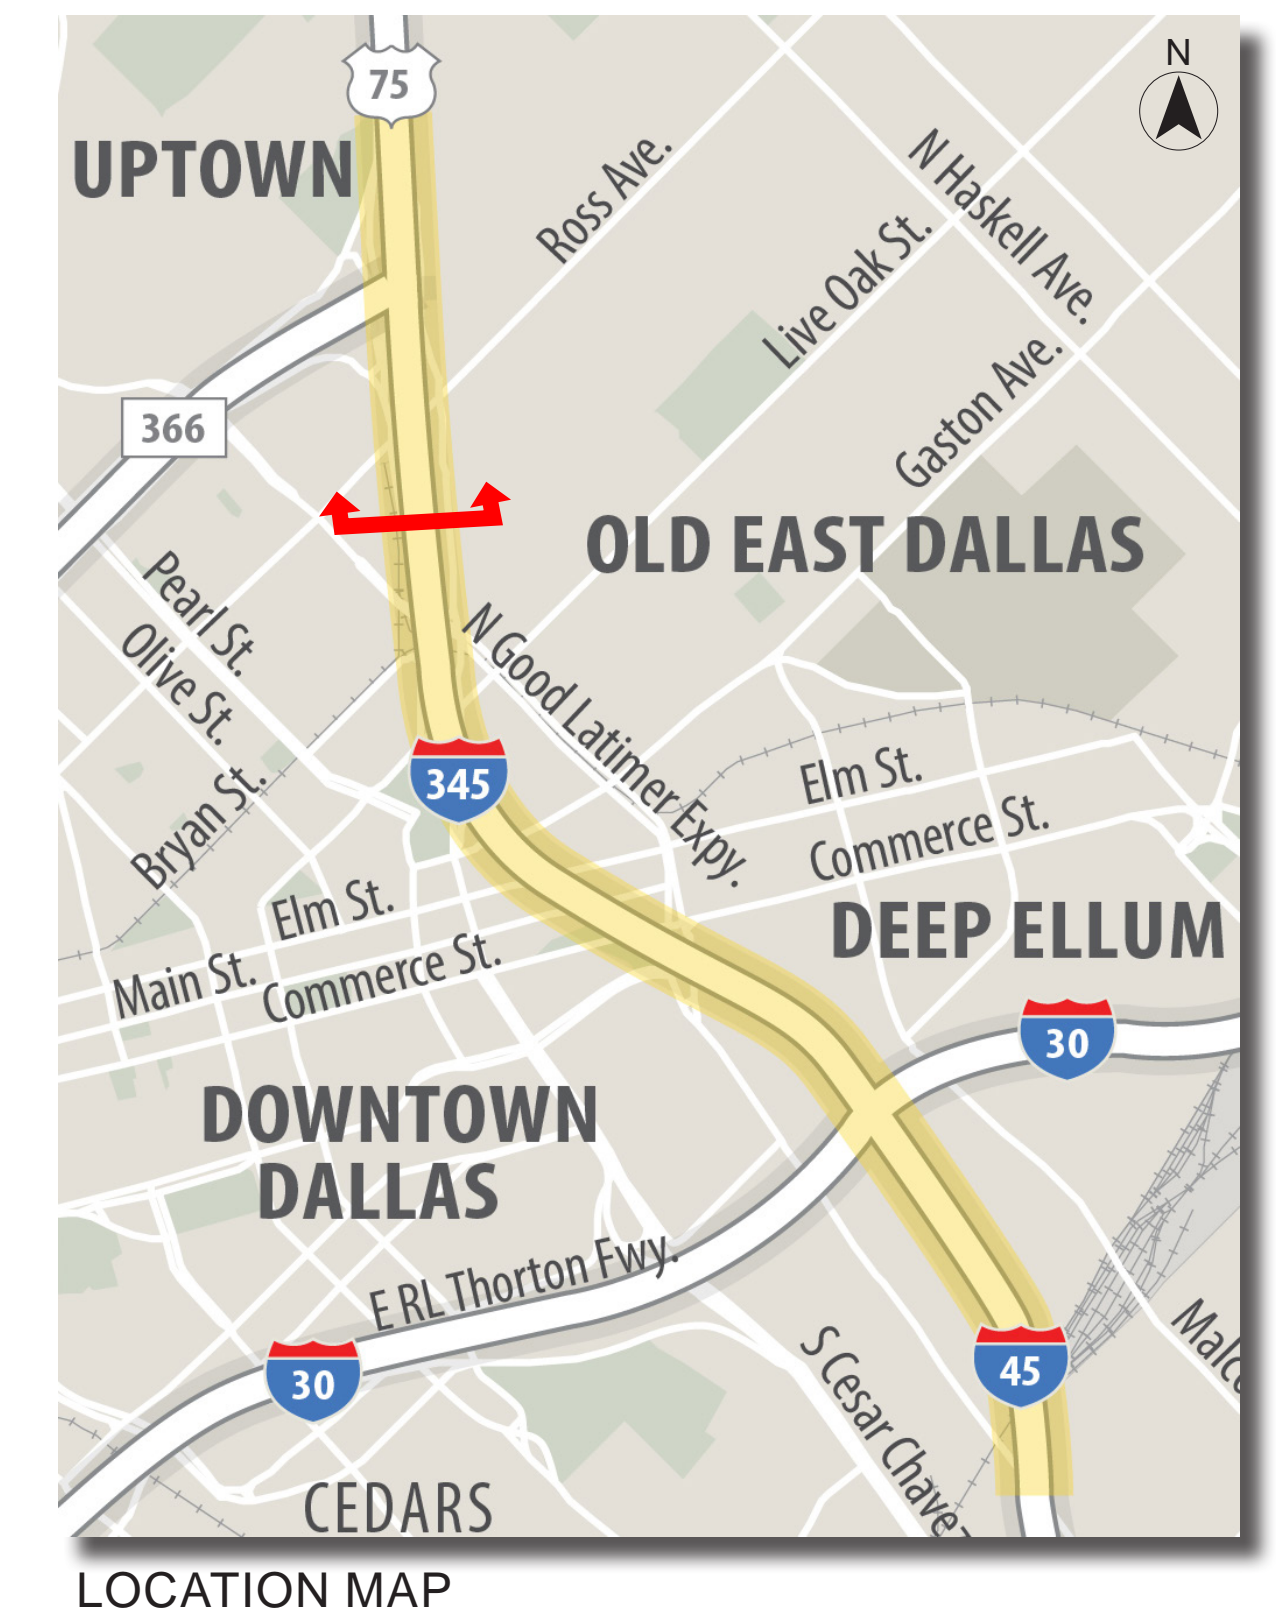 N
75
UPTOWN
Ross Ave.
N Haskell Ave.
Live Oak St.
Gaston Ave.
366
OLD EAST DALLAS
Pearl St.
Olive St.
N Good Latimer Expy.
345
Elm St.
Bryan St.
Commerce St.
Elm St.
DEEP ELLUM
Main St.
Commerce St.
30
DOWNTOWN
DALLAS
E RL Thorton Fwy.
S Cesar Chavez
Malc
45
30
CEDARS
LOCATION MAP